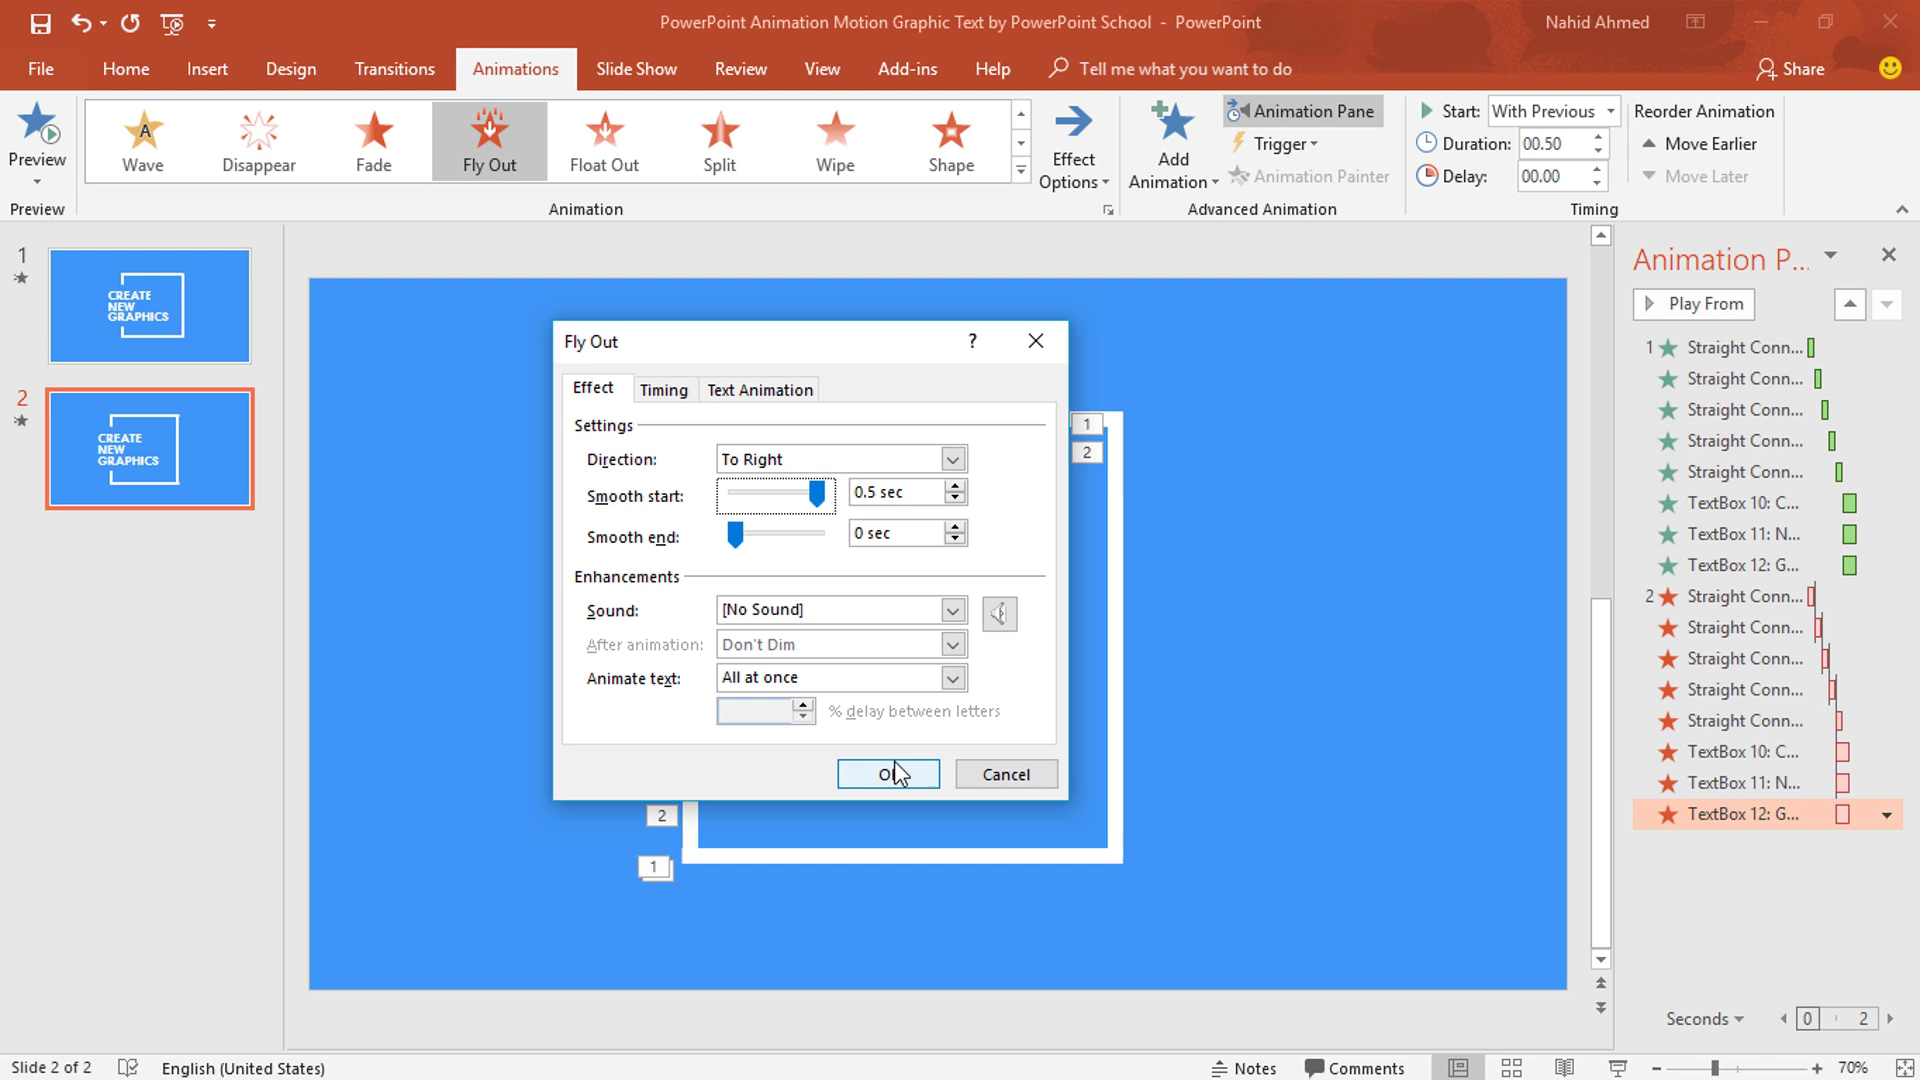 PowerPoint Animation Motion Graphic Text by PowerPoint School - PowerPoint
Nahid Ahmed
File Home Insert Design Transitions Animations Slide Show Review View Add-ins Help Tell me what you want to do Share
Preview
Preview
A
Wave
Disappear
Fade
Fly Out
Float Out
Split
Wipe
Shape
Animation
Effect
Options
Add
Animation
Animation Pane
Trigger
Animation Painter
Advanced Animation
Start: With Previous
Duration: 00.50
Delay: 00.00
Reorder Animation
Move Earlier
Move Later
Timing
1
CREATE
NEW
GRAPHICS
2
CREATE
NEW
GRAPHICS
Fly Out
?
Effect Timing Text Animation
Settings
Direction: To Right
Smooth start: 0.5 sec
Smooth end: 0 sec
Enhancements
Sound: [No Sound]
After animation: Don't Dim
Animate text: All at once
% delay between letters
Cancel
1
2
2
1
Animation P...
Play From
1 Straight Conn...
Straight Conn...
Straight Conn...
Straight Conn...
Straight Conn...
TextBox 10: C...
TextBox 11: N...
TextBox 12: G...
2 Straight Conn...
Straight Conn...
Straight Conn...
Straight Conn...
Straight Conn...
TextBox 10: C...
TextBox 11: N...
TextBox 12: G...
Seconds 0 2
Slide 2 of 2 English (United States) Notes Comments 70%